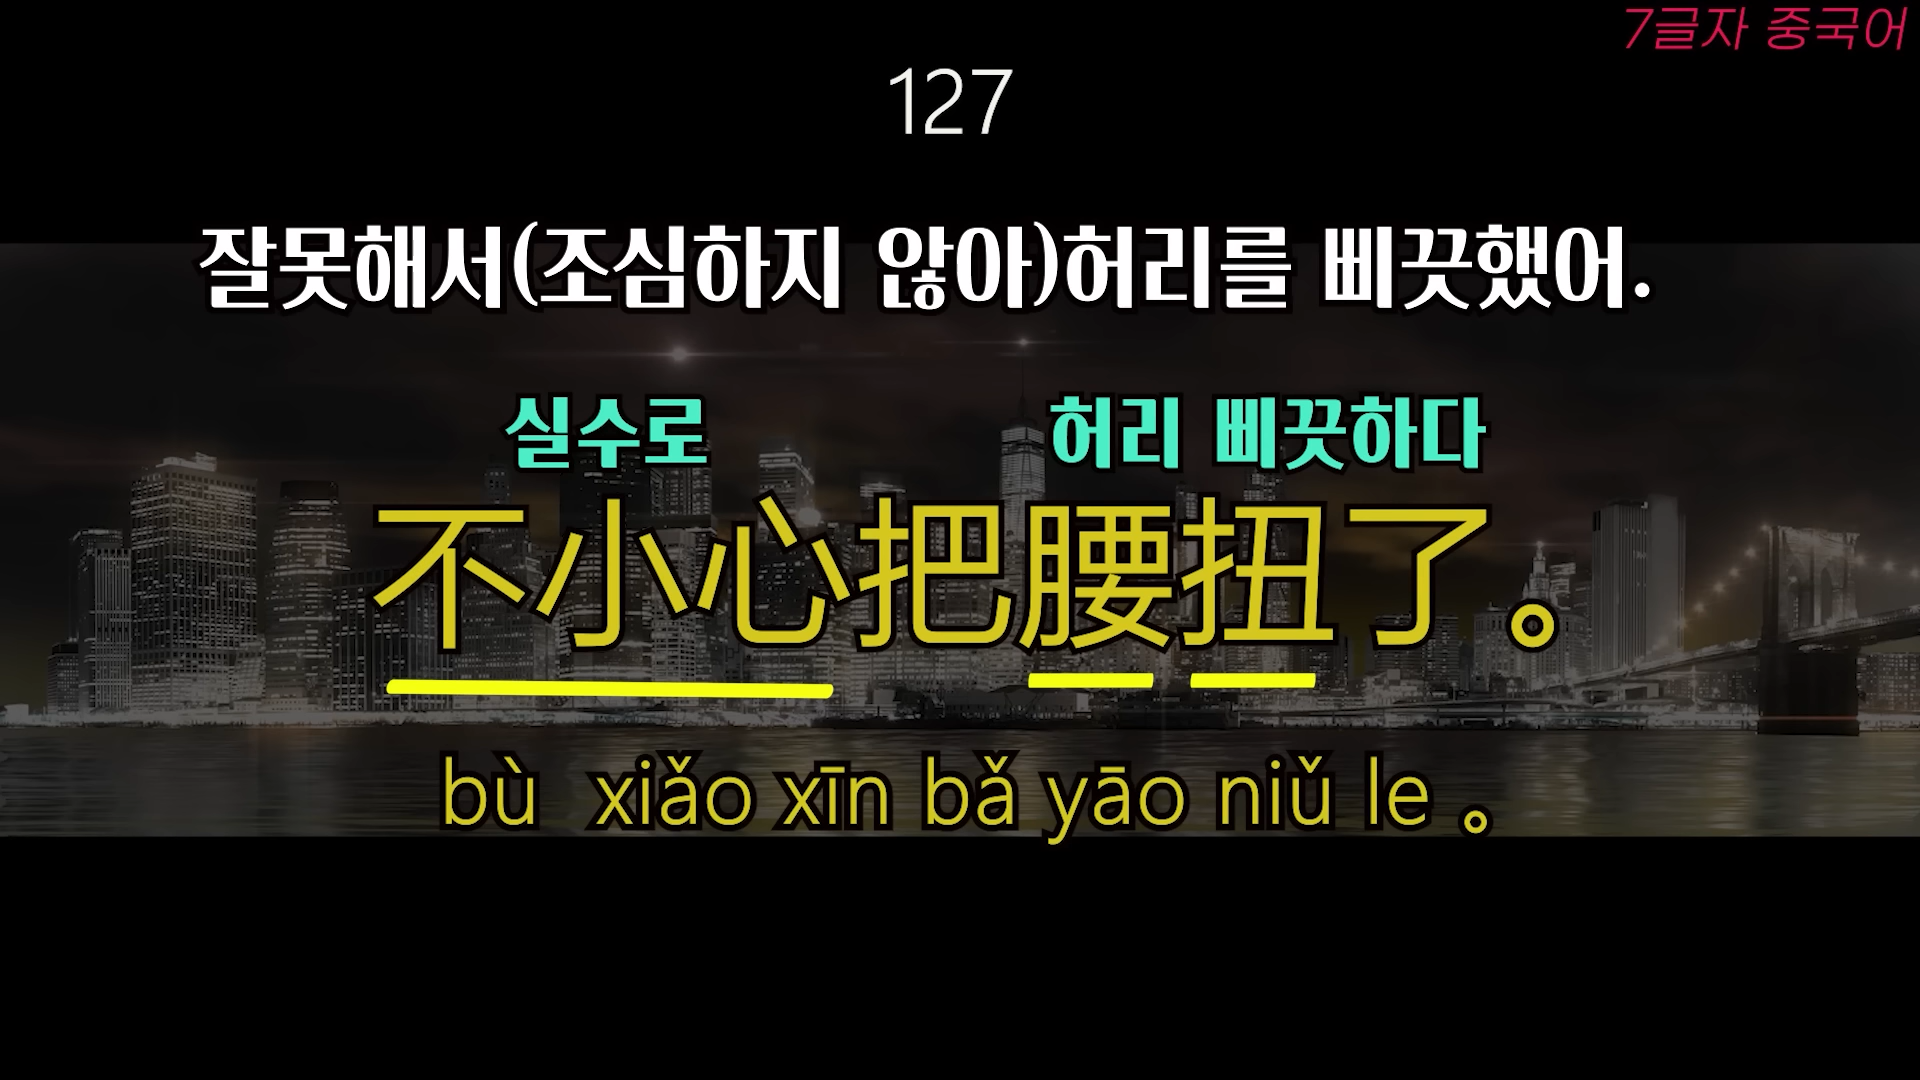 7글자 중국어
127
잘못해서(조심하지 않아)허리를 삐끗했어.
실수로 허리 삐끗하다
不小心把腰扭了。
bù xiǎo xīn bǎ yāo niǔ le 。